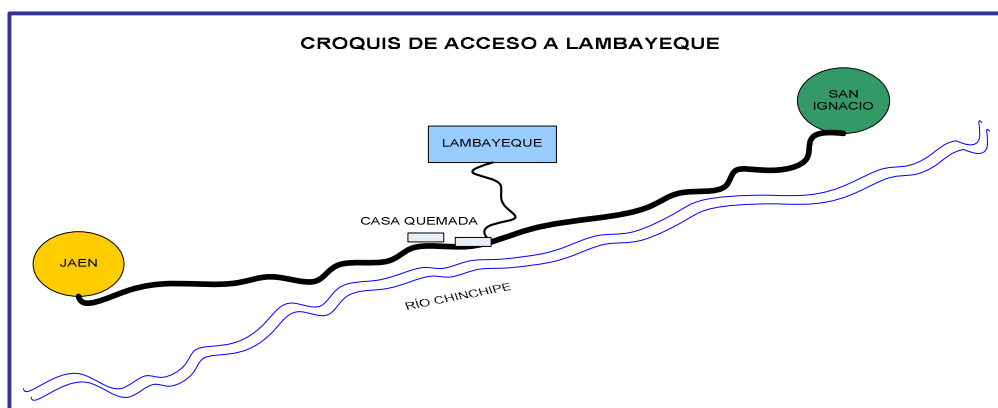 CROQUIS DE ACCESO A LAMBAYEQUE
SAN
IGNACIO
LAMBAYEQUE
CASA QUEMADA
JAEN
RÍO CHINCHIPE